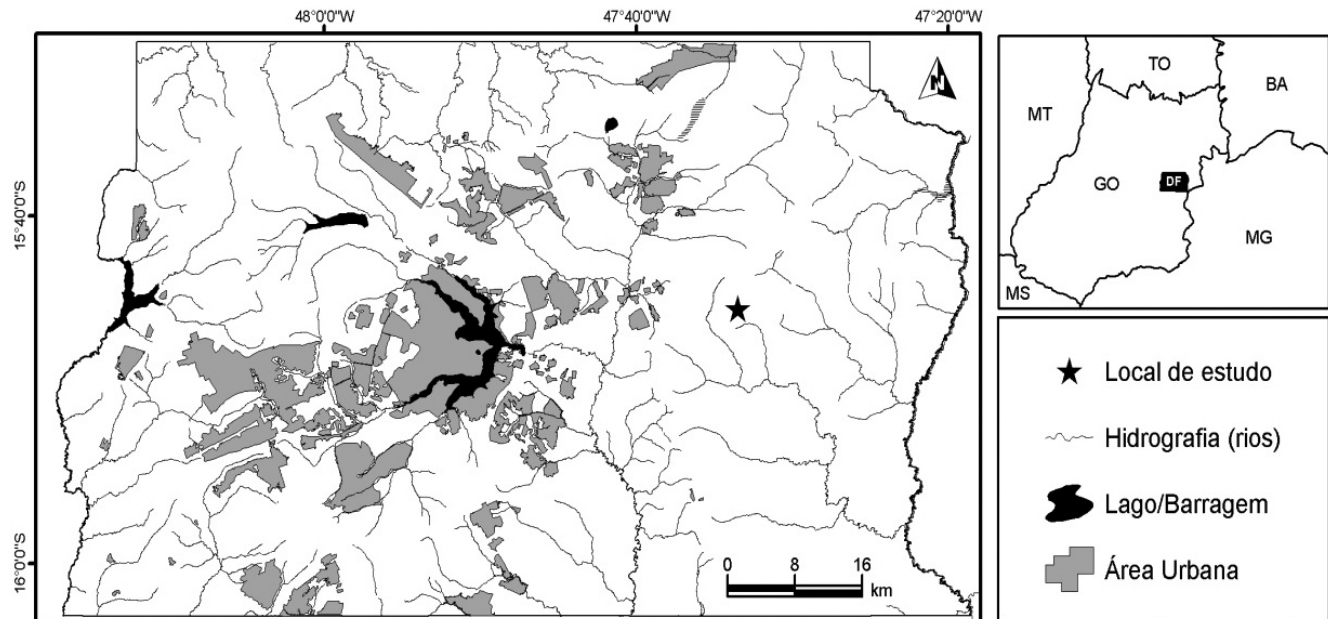 48°0'0"W
47°40'0"W
47°20'0"W
15°40'0"S
16°0'0"S
N
0 8 16
km
TO
BA
MT
GO
DF
MG
MS
Local de estudo
Hidrografia (rios)
Lago/Barragem
Área Urbana